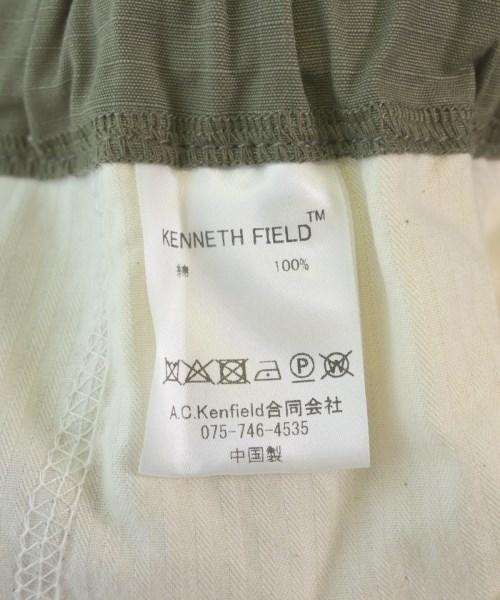 KENNETH FIELD™
綿 100%
A.C.Kenfield合同会社
075-746-4535
中国製